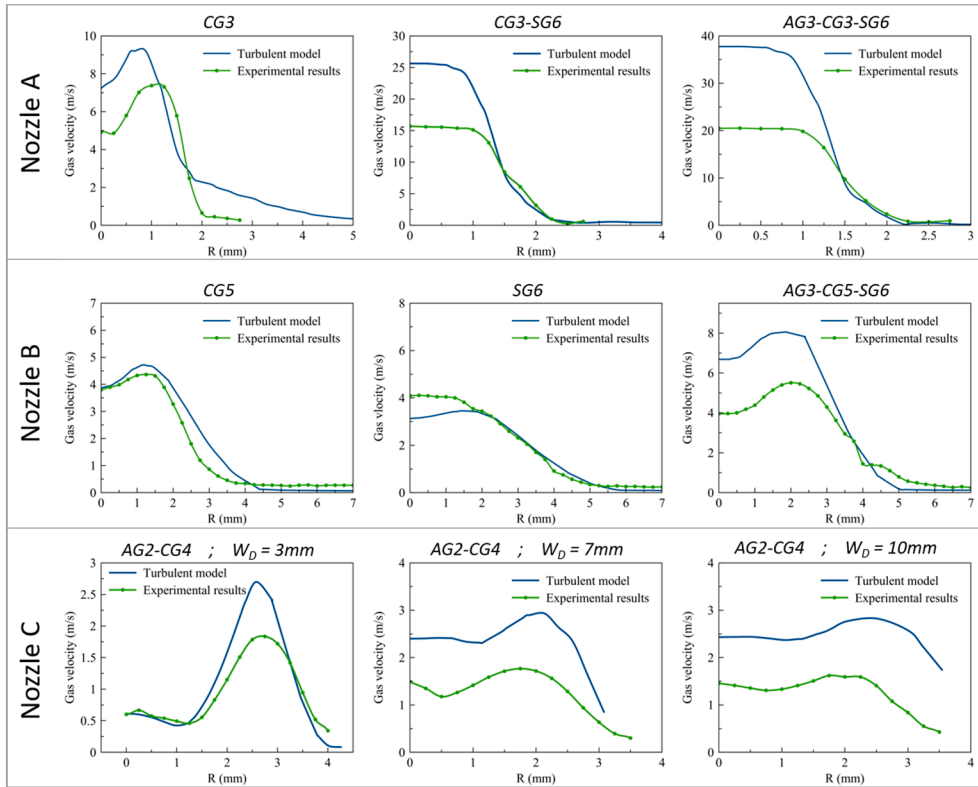 CG3
CG3-SG6
AG3-CG3-SG6
Nozzle A
Gas velocity (m/s)
10
8
6
4
2
0
Turbulent model
Experimental results
0 1 2 3 4 5
R (mm)
Gas velocity (m/s)
30
25
20
15
10
5
0
Turbulent model
Experimental results
0 1 2 3 4
R (mm)
Gas velocity (m/s)
40
30
20
10
0
Turbulent model
Experimental results
0 0.5 1 1.5 2 2.5 3
R (mm)
CG5
SG6
AG3-CG5-SG6
Nozzle B
Gas velocity (m/s)
7
6
5
4
3
2
1
0
Turbulent model
Experimental results
0 1 2 3 4 5 6 7
R (mm)
Gas vlocity (m/s)
8
6
4
2
0
Turbulent model
Experimental results
0 1 2 3 4 5 6 7
R (mm)
Gas velocity (m/s)
8
6
4
2
0
Turbulent model
Experimental results
0 1 2 3 4 5 6 7
R (mm)
AG2-CG4 ; WD = 3mm
AG2-CG4 ; WD = 7mm
AG2-CG4 ; WD = 10mm
Nozzle C
Gas velocity (m/s)
3
2.5
2
1.5
1
0.5
0
Turbulent model
Experimental results
0 1 2 3 4
R (mm)
Gas velocity (m/s)
4
3
2
1
0
Turbulent model
Experimental results
0 1 2 3 4
R (mm)
Gas velocity (m/s)
4
3
2
1
0
Turbulent model
Experimental results
0 1 2 3 4
R (mm)